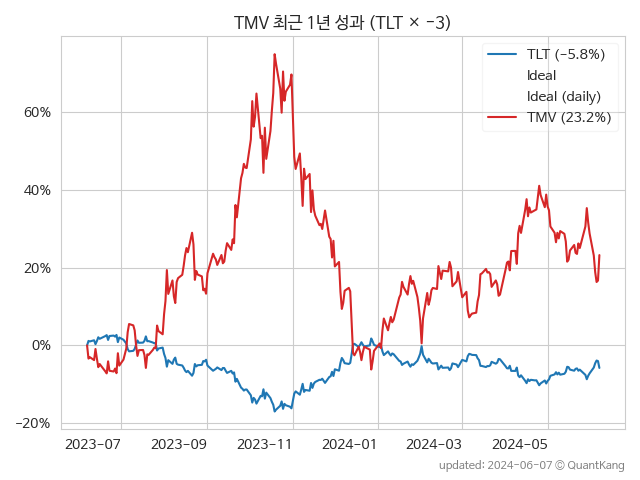 TMV 최근 1년 성과 (TLT × −3)
TLT (−5.8%)
Ideal
Ideal (daily)
TMV (23.2%)
60%
40%
20%
0%
−20%
2023-07
2023-09
2023-11
2024-01
2024-03
2024-05
updated: 2024-06-07 © QuantKang